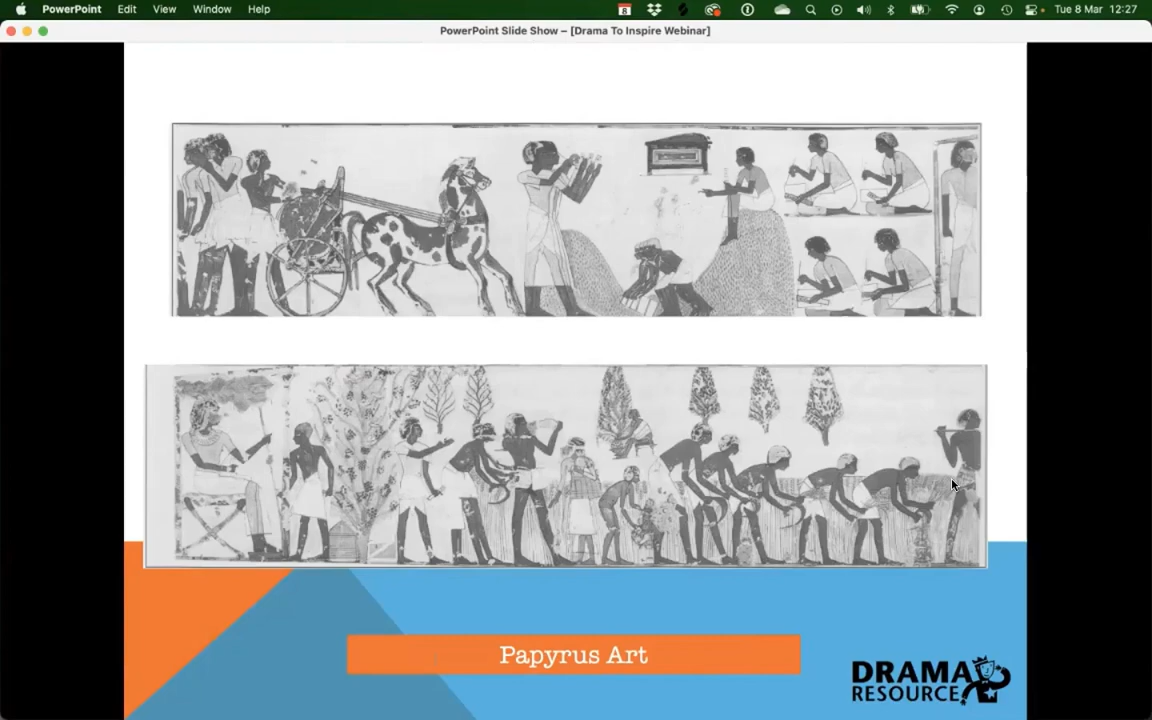 PowerPoint Edit View Window Help
8
Tue 8 Mar 12:27
PowerPoint Slide Show – [Drama To Inspire Webinar]
Papyrus Art
DRAMA
RESOURCE